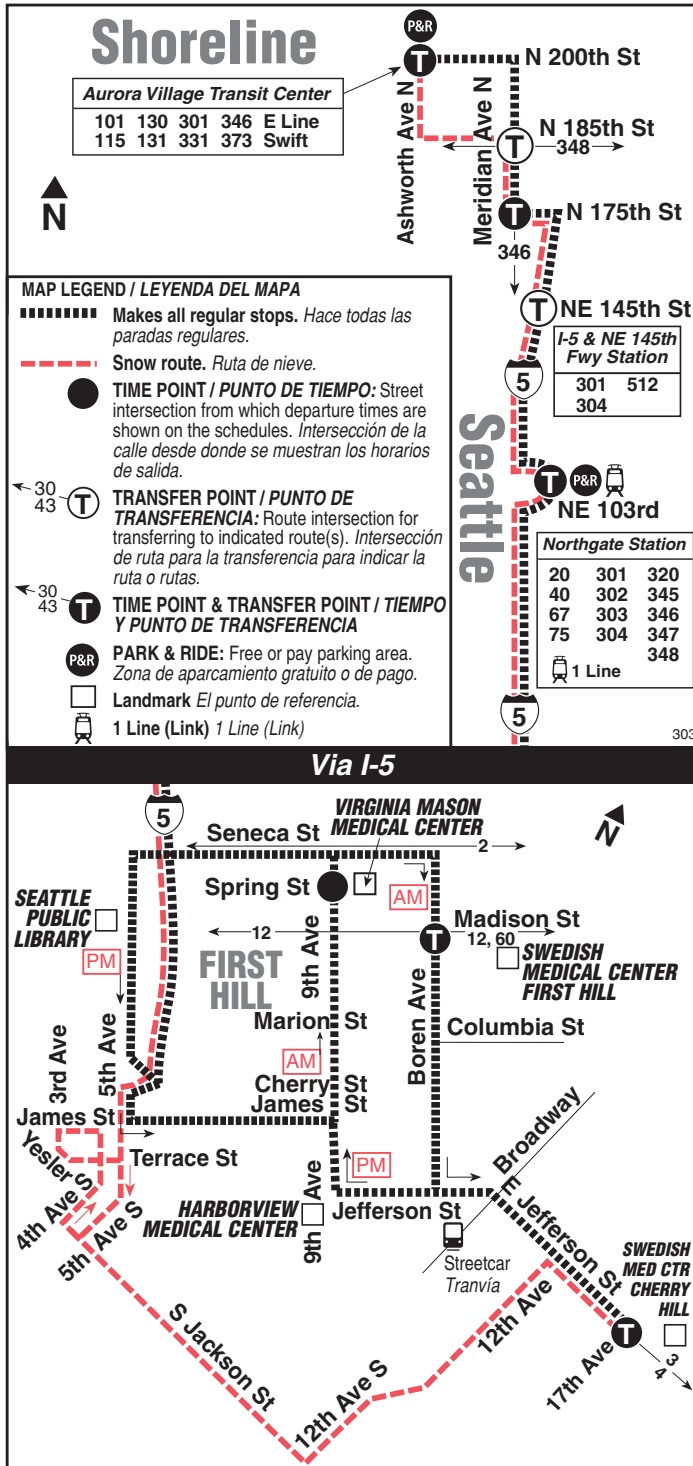 Shoreline
P&R
T
N 200th St
Aurora Village Transit Center
101 130 301 346 E Line
115 131 331 373 Swift
Ashworth Ave N
Meridian Ave N
N 185th St
T
348
N
T
N 175th St
346
MAP LEGEND / LEYENDA DEL MAPA
Makes all regular stops. Hace todas las
paradas regulares.
Snow route. Ruta de nieve.
TIME POINT / PUNTO DE TIEMPO: Street
intersection from which departure times are
shown on the schedules. Intersección de la
calle desde donde se muestran los horarios
de salida.
30
43
T
TRANSFER POINT / PUNTO DE
TRANSFERENCIA: Route intersection for
transferring to indicated route(s). Intersección
de ruta para la transferencia para indicar la
ruta o rutas.
30
43
T
TIME POINT & TRANSFER POINT / TIEMPO
Y PUNTO DE TRANSFERENCIA
P&R
PARK & RIDE: Free or pay parking area.
Zona de aparcamiento gratuito o de pago.
Landmark El punto de referencia.
1 Line (Link) 1 Line (Link)
T
NE 145th St
I-5 & NE 145th
Fwy Station
301 512
304
5
Seattle
T
P&R
NE 103rd
Northgate Station
20 301 320
40 302 345
67 303 346
75 304 347
348
1 Line
5
303
Via I-5
5
Seneca St
2
VIRGINIA MASON
MEDICAL CENTER
N
Spring St
AM
SEATTLE
PUBLIC
LIBRARY
12
Madison St
12, 60
T
SWEDISH
MEDICAL CENTER
FIRST HILL
PM
FIRST
HILL
9th Ave
Boren Ave
Marion St
Columbia St
3rd Ave
5th Ave
AM
Cherry St
James St
James St
Yesler
Terrace St
PM
Broadway
4th Ave S
5th Ave S
HARBORVIEW
MEDICAL CENTER
9th Ave
Jefferson St
E Jefferson St
Streetcar
Tranvía
SWEDISH
MED CTR
CHERRY
HILL
12th Ave
S Jackson St
12th Ave S
17th Ave
T
3
4